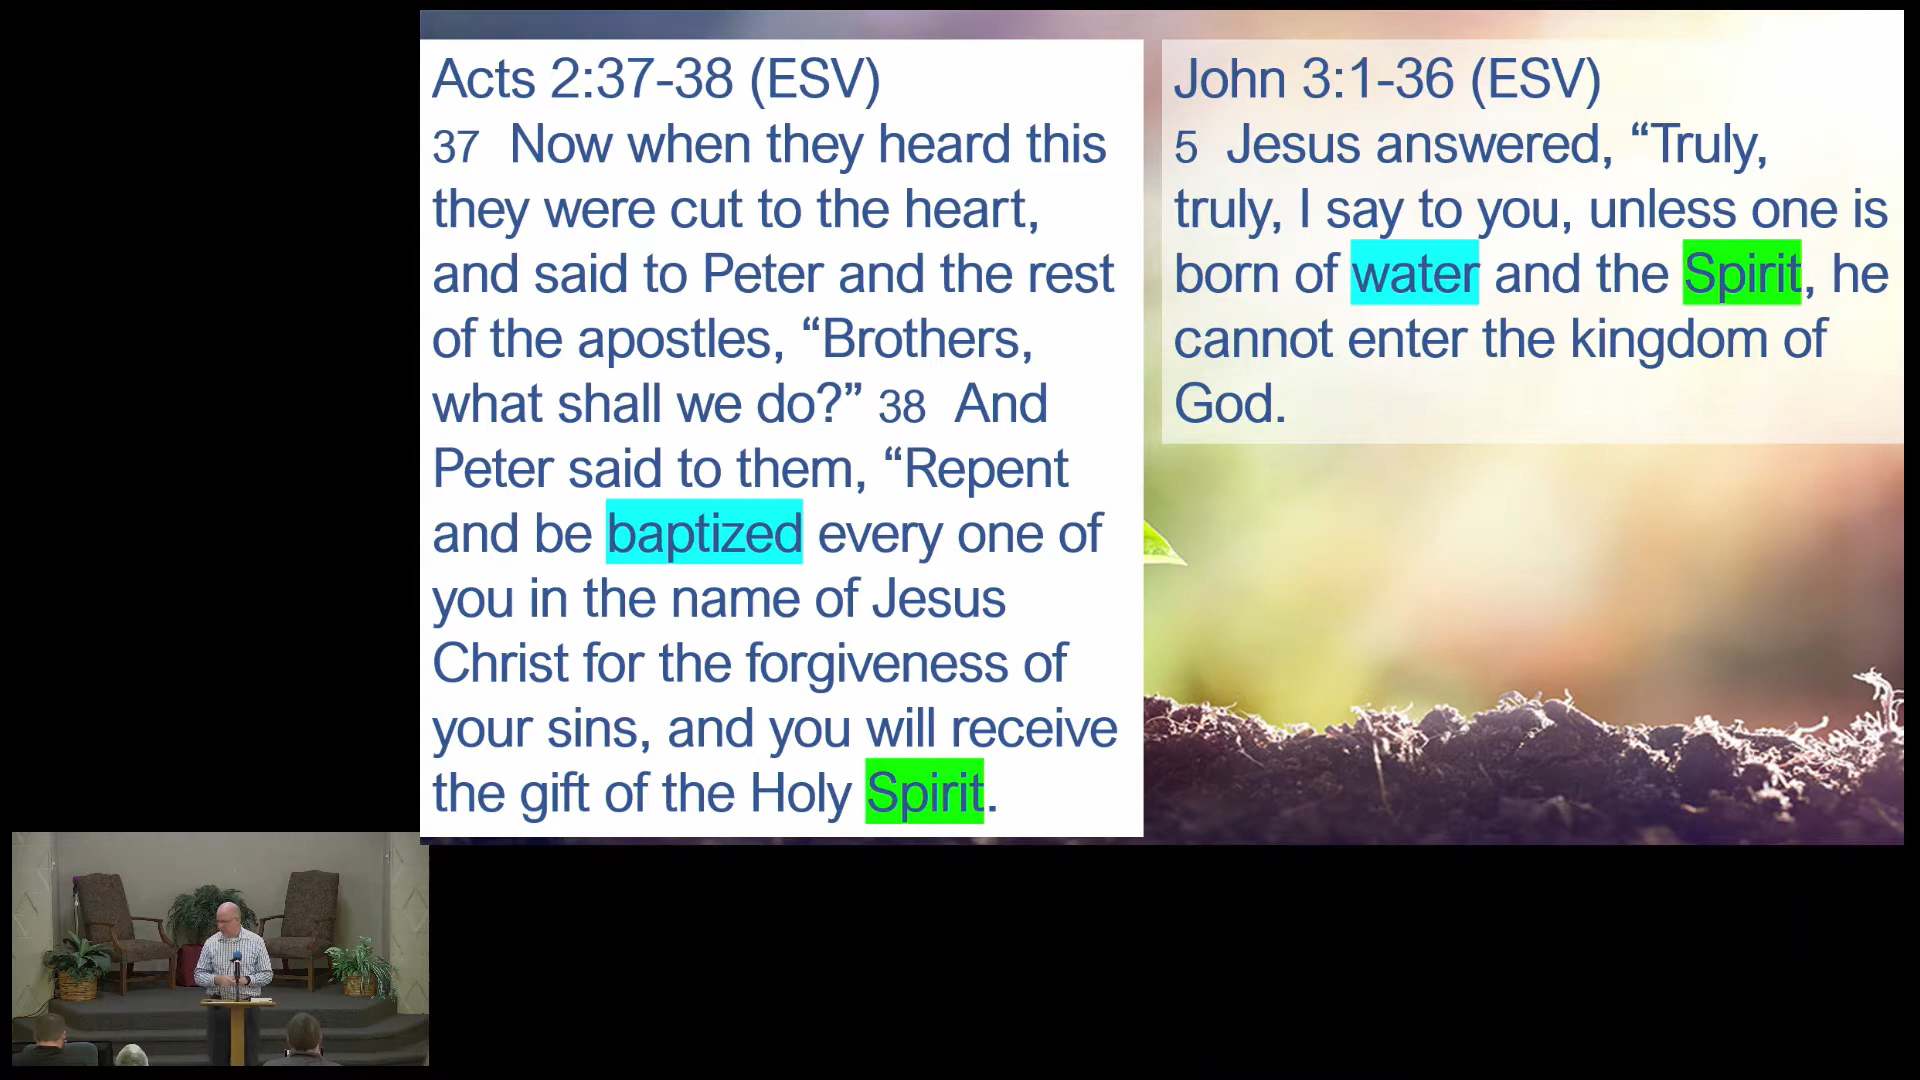 Acts 2:37-38 (ESV)
37 Now when they heard this
they were cut to the heart,
and said to Peter and the rest
of the apostles, “Brothers,
what shall we do?” 38 And
Peter said to them, “Repent
and be baptized every one of
you in the name of Jesus
Christ for the forgiveness of
your sins, and you will receive
the gift of the Holy Spirit.
John 3:1-36 (ESV)
5 Jesus answered, “Truly,
truly, I say to you, unless one is
born of water and the Spirit, he
cannot enter the kingdom of
God.